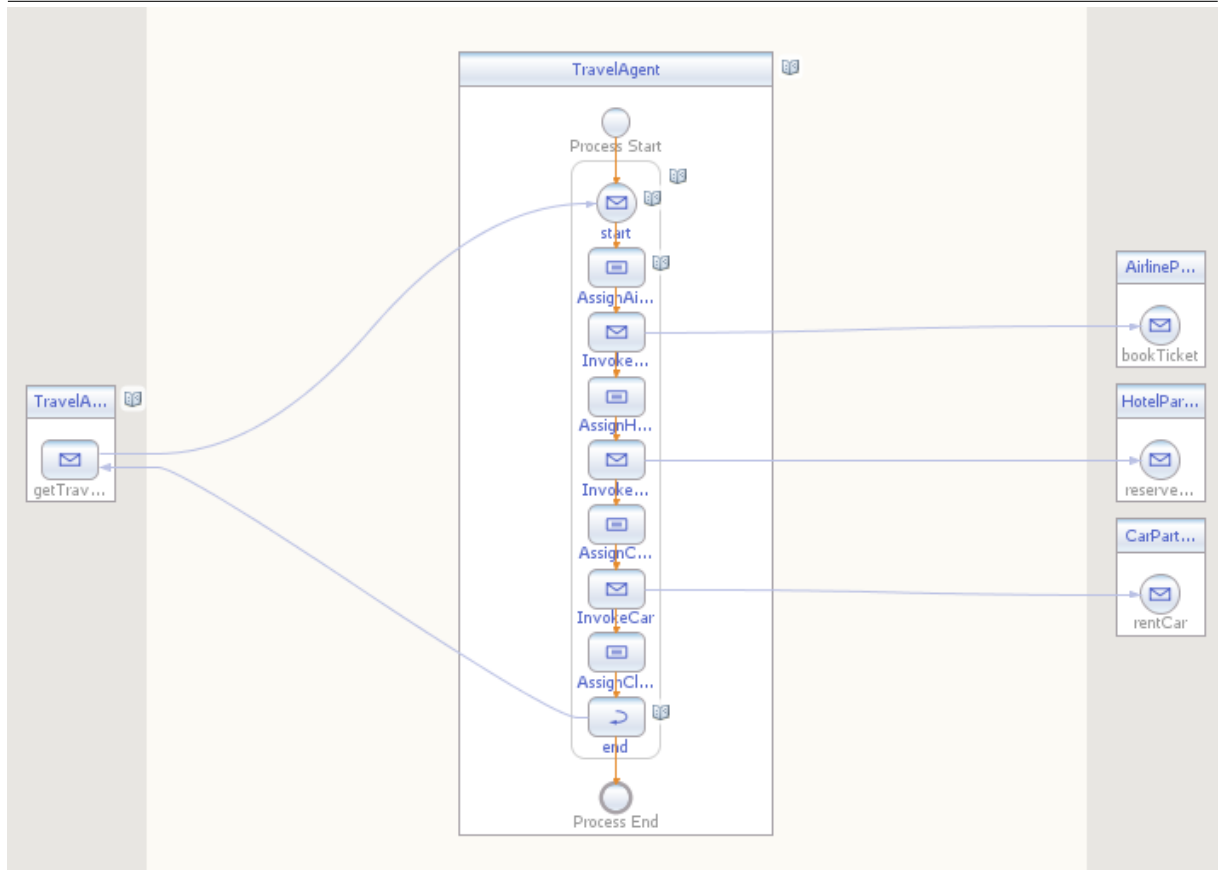 TravelAgent
Process Start
start
AssignAi...
Invoke...
AssignH...
Invoke...
AssignC...
InvokeCar
AssignCl...
end
Process End
TravelA...
getTrav...
AirlineP...
bookTicket
HotelPar...
reserve...
CarPart...
rentCar